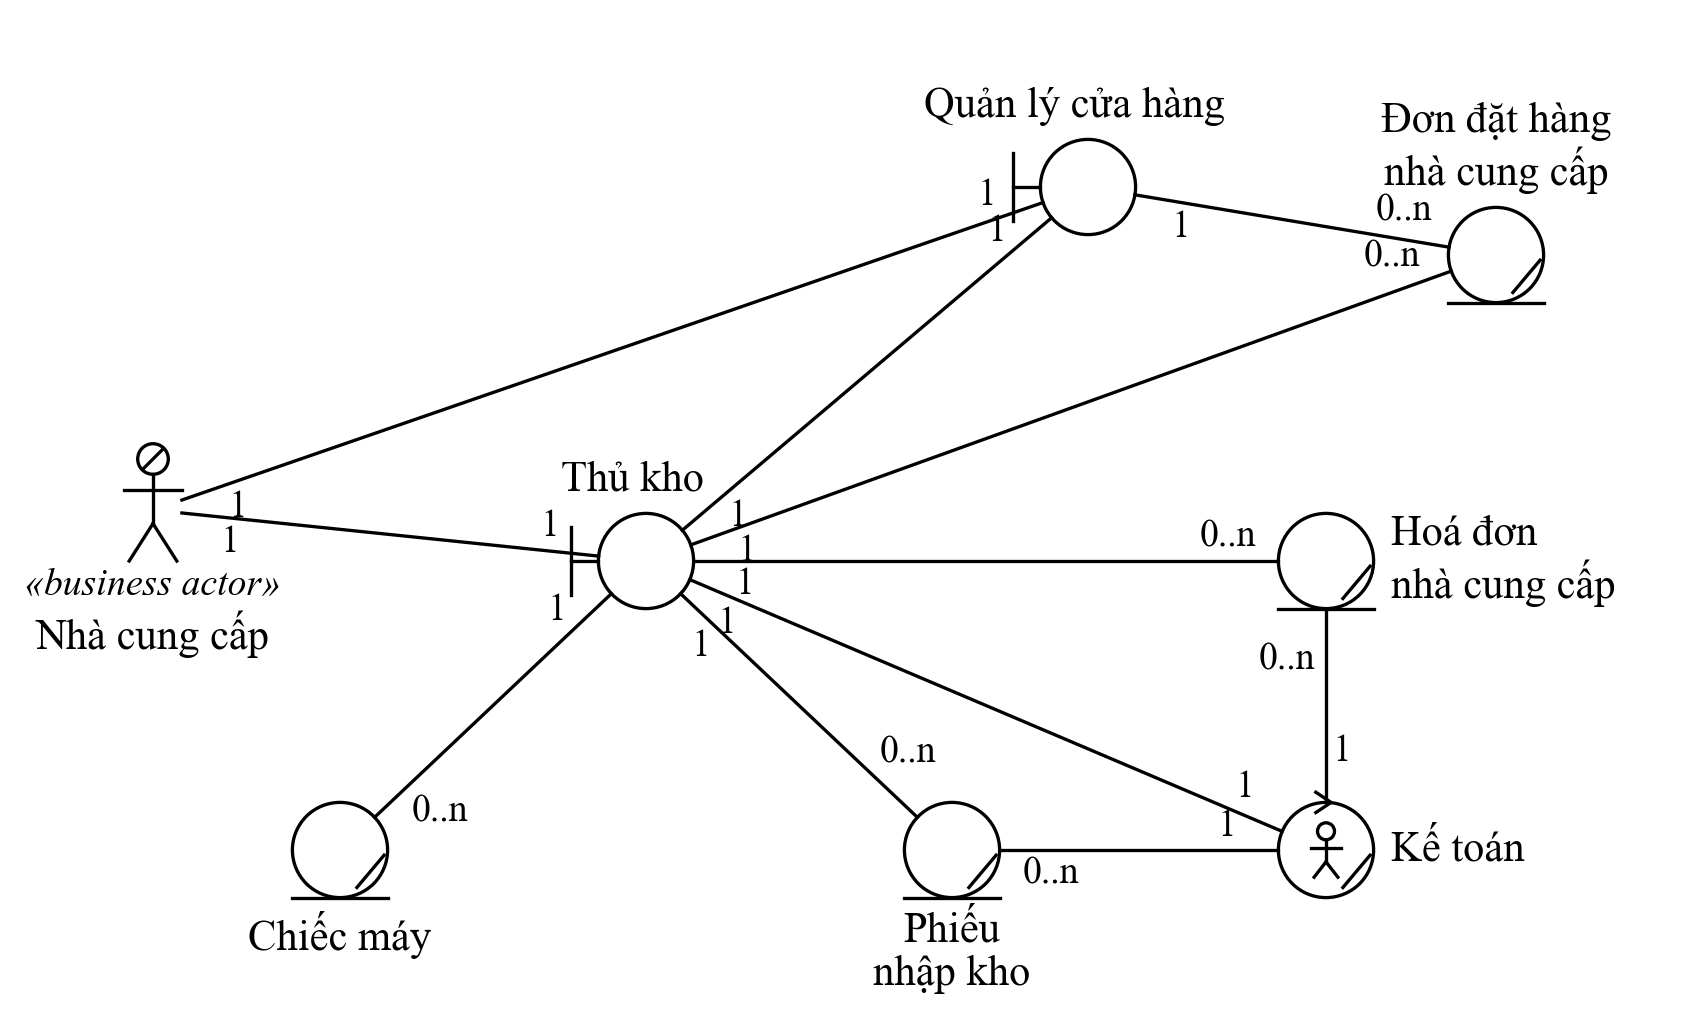 Quản lý cửa hàng
Đơn đặt hàng
nhà cung cấp
1
0..n
1
1
0..n
Thủ kho
1
1
1
1
1
0..n
Hoá đơn
nhà cung cấp
1
1
«business actor»
Nhà cung cấp
1
1
1
0..n
0..n
1
1
1
0..n
Kế toán
0..n
Chiếc máy
Phiếu
nhập kho